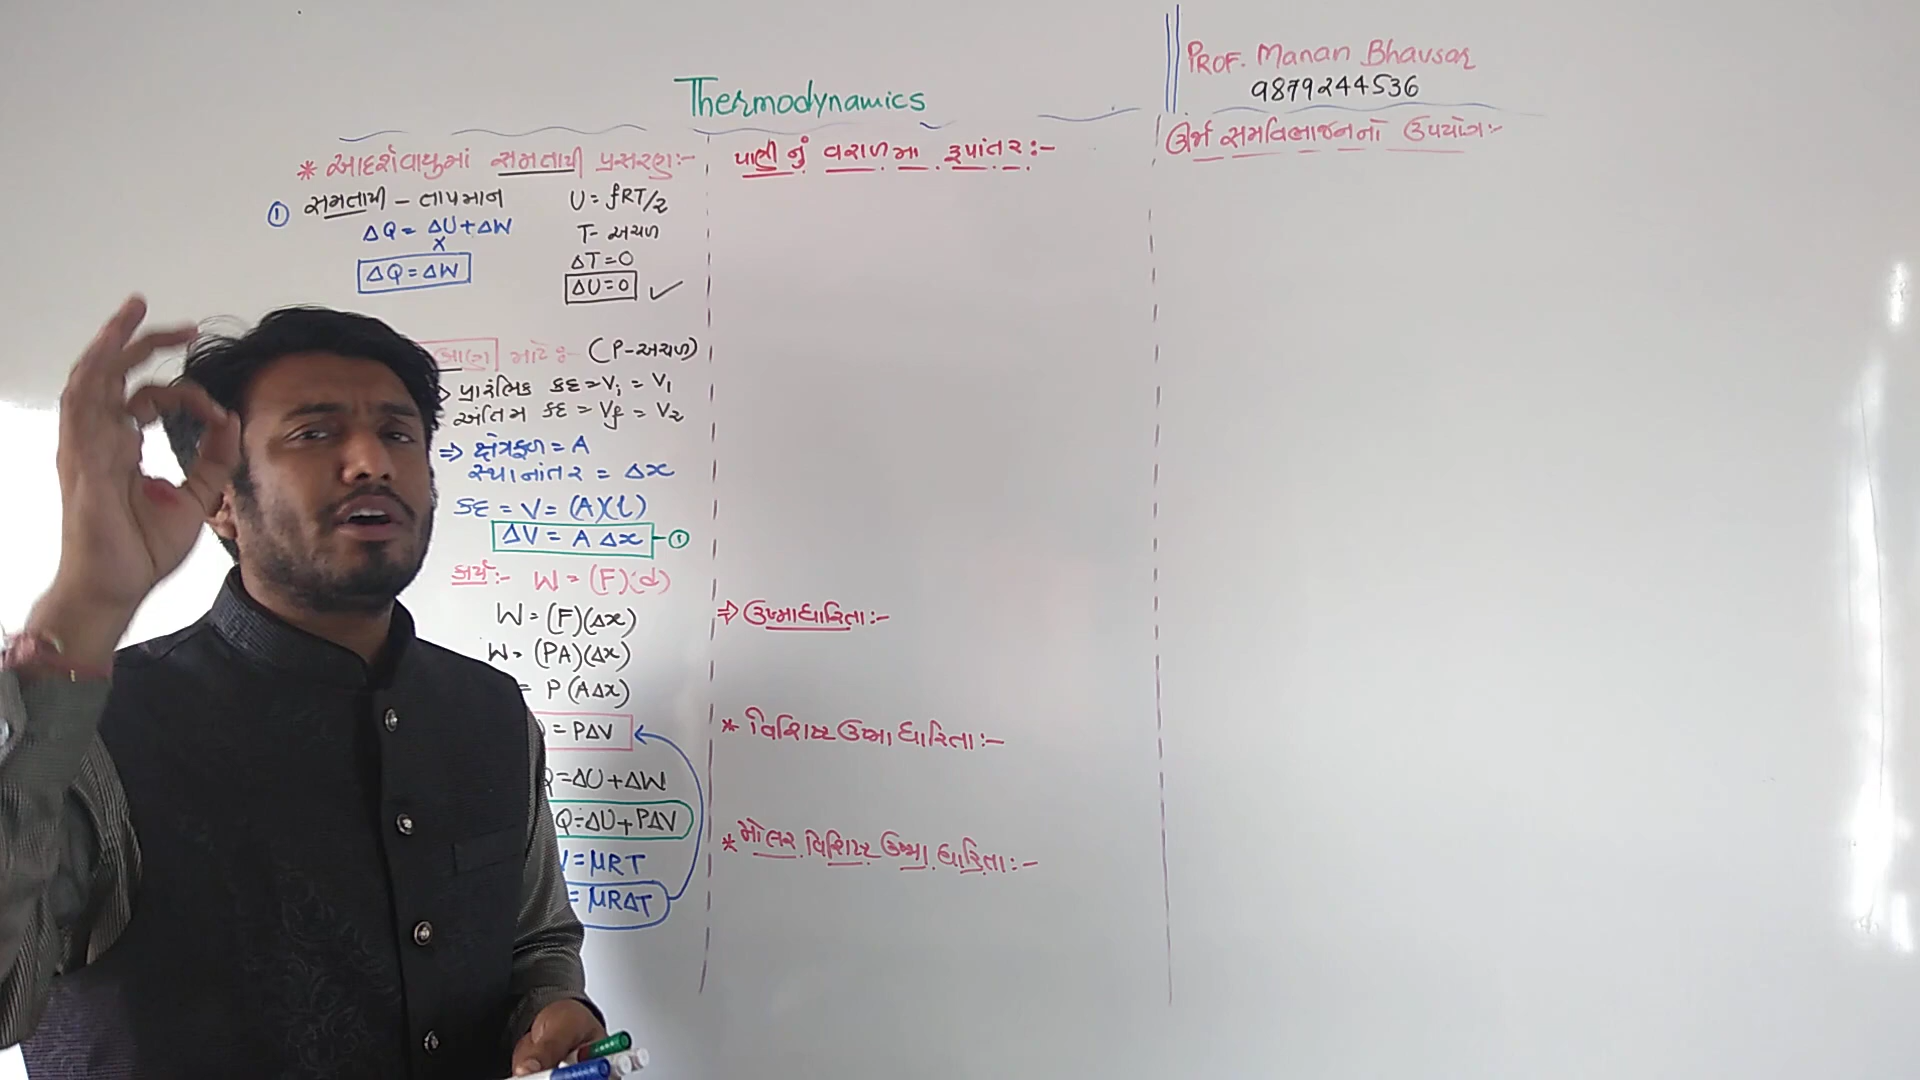 Thermodynamics
PROF. Manan Bhavsar
9879244536
* આદર્શવાયુમાં સમતાપી પ્રસરણ:-
① સમતાપી - તાપમાન
ΔQ = ΔU + ΔW
x
ΔQ = ΔW
U = fRT/2
T- અચળ
ΔT = 0
ΔU = 0 ✓
માટે :- (P-અચળ)
પ્રારંભિક કદ = Vi = V1
અંતિમ કદ = Vf = V2
⇒ ક્ષેત્રફળ = A
સ્થાનાંતર = Δx
કદ = V = (A)(l)
ΔV = A Δx -①
કાર્ય:- W = (F)(d)
W = (F)(Δx)
W = (PA)(Δx)
= P(AΔx)
= PΔV
Q = ΔU + ΔW
Q = ΔU + PΔV
V = μRT
= μRΔT
પાણી નું વરાળમા રૂપાંતર:-
⇒ ઉષ્માધારિતા:-
* વિશિષ્ટ ઉષ્મા ધારિતા:-
* મોલર વિશિષ્ટ ઉષ્મા ધારિતા:-
ઊર્જા સમવિભાજનનો ઉપયોગ:-